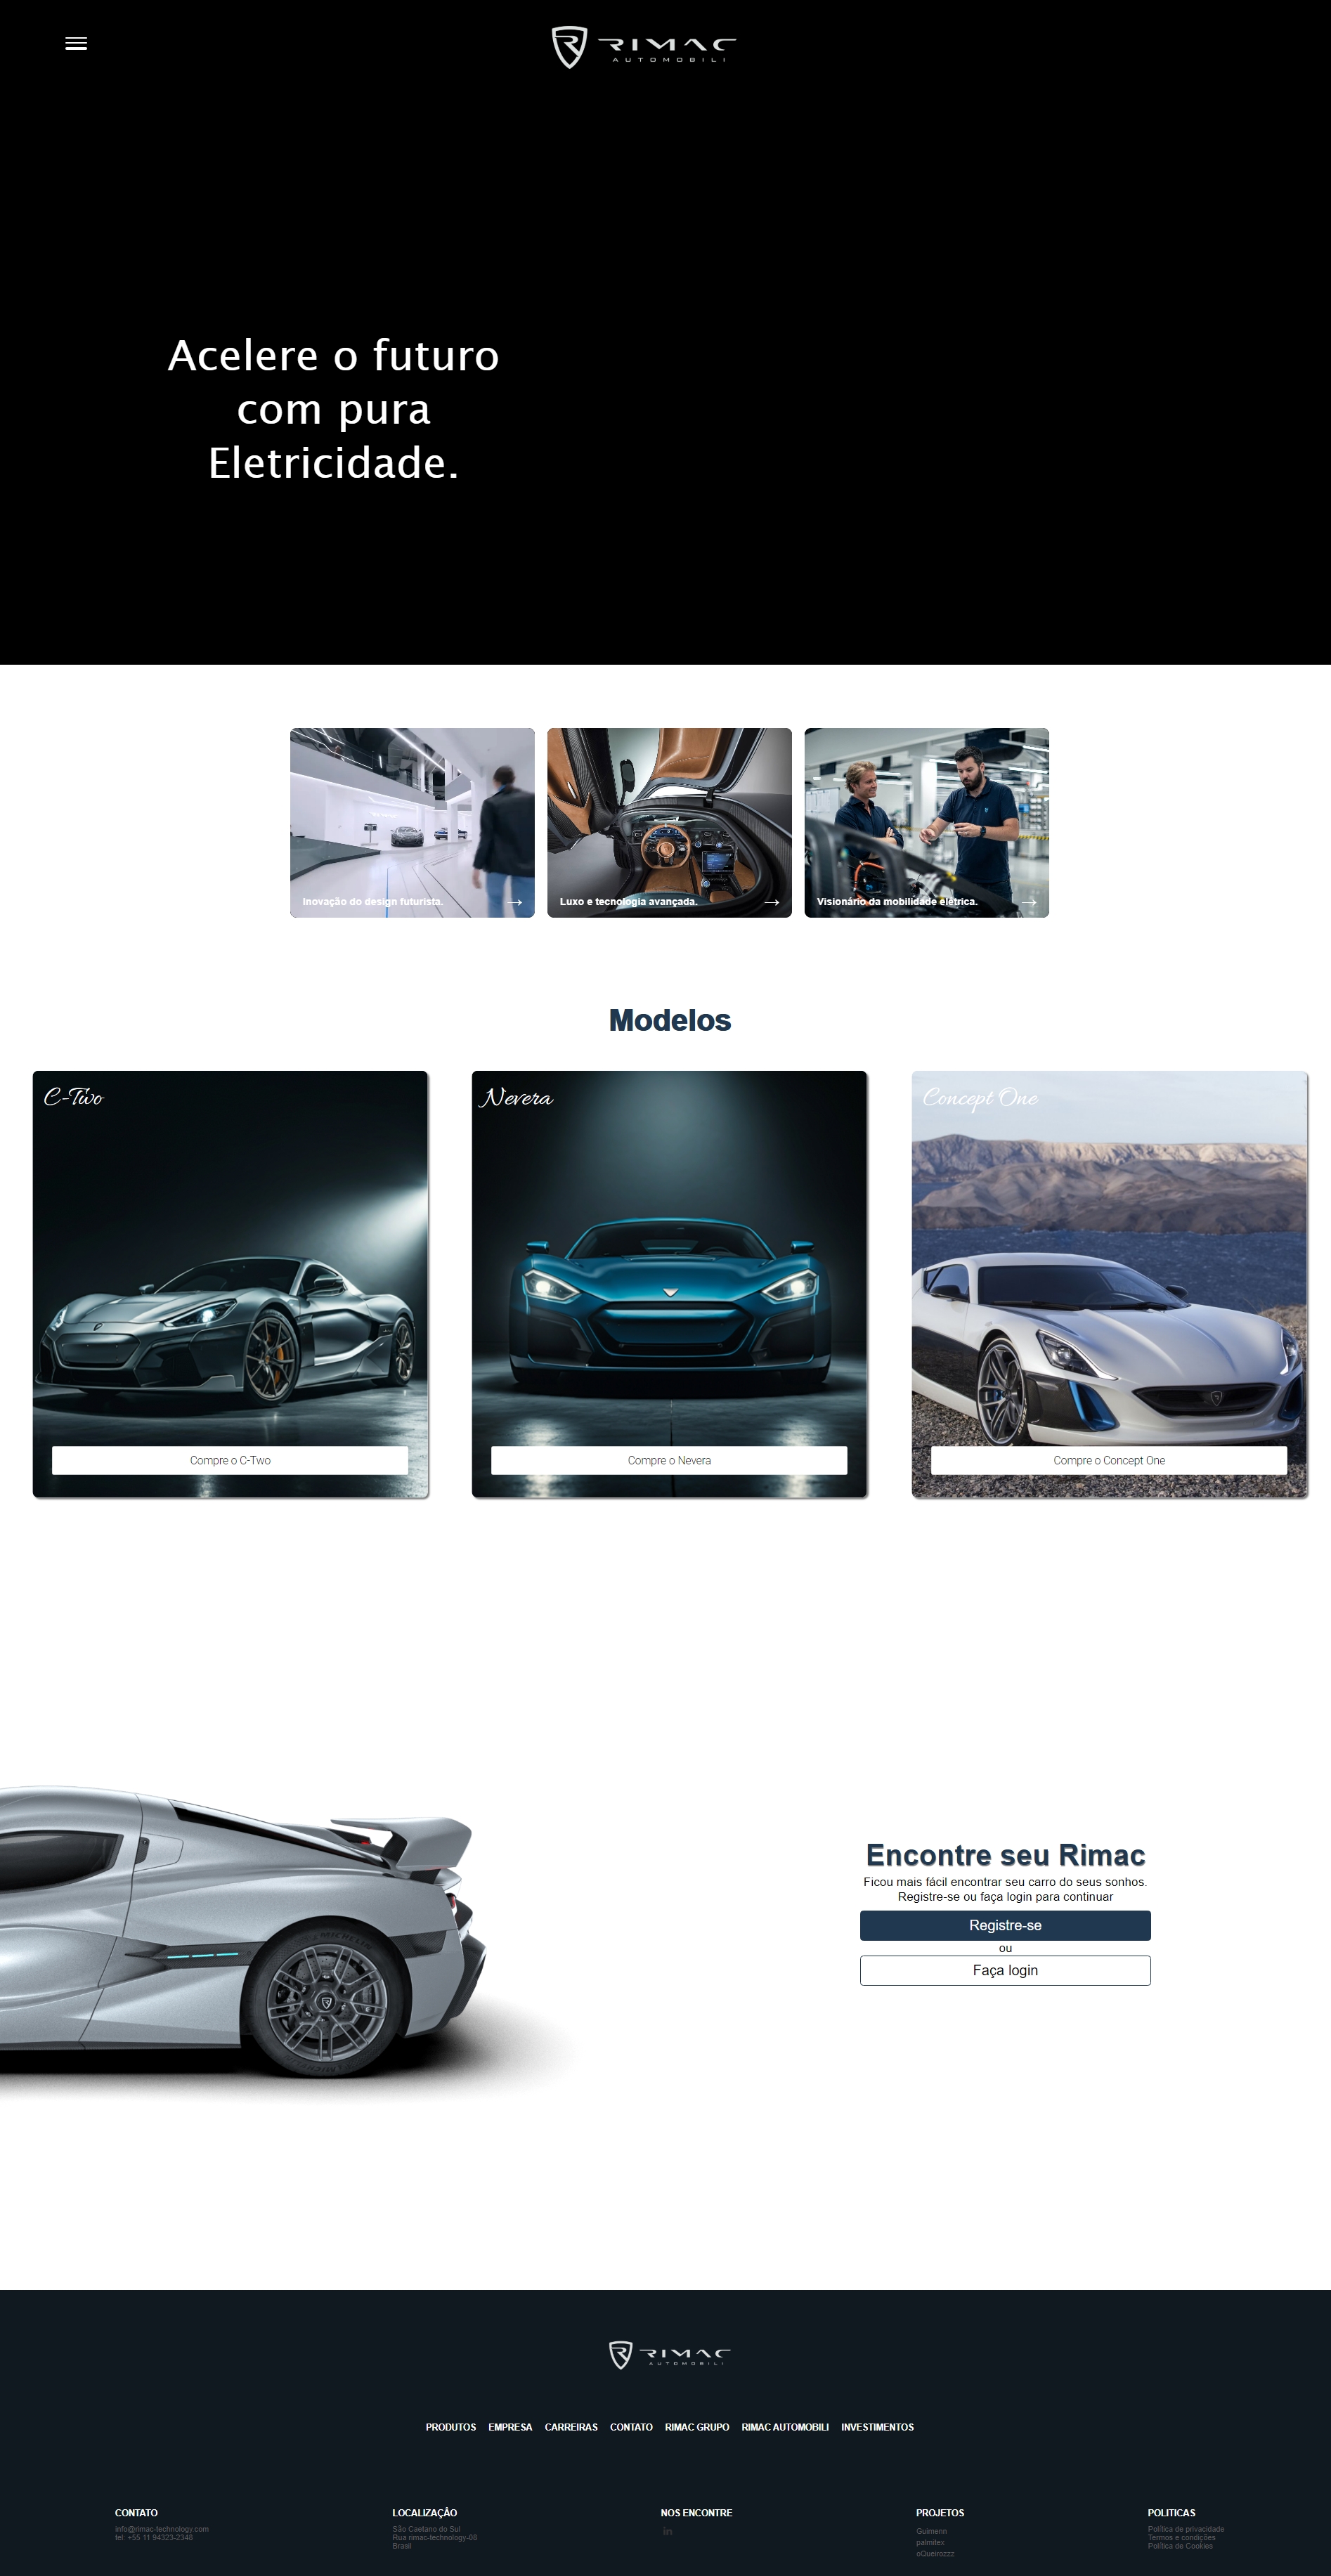 RIMAC
AUTOMOBILI
Acelere o futuro
com pura
Eletricidade.
Inovação do design futurista. →
Luxo e tecnologia avançada. →
Visionário da mobilidade elétrica. →
Modelos
C-Two
Nevera
Concept One
Compre o C-Two
Compre o Nevera
Compre o Concept One
Encontre seu Rimac
Ficou mais fácil encontrar seu carro do seus sonhos.
Registre-se ou faça login para continuar
Registre-se
ou
Faça login
RIMAC
AUTOMOBILI
PRODUTOS EMPRESA CARREIRAS CONTATO RIMAC GRUPO RIMAC AUTOMOBILI INVESTIMENTOS
CONTATO
info@rimac-technology.com
tel: +55 11 94323-2348
LOCALIZAÇÃO
São Caetano do Sul
Rua rimac-technology-98
Brasil
NOS ENCONTRE
in
PROJETOS
Guimenn
palmitex
oQueirozzz
POLITICAS
Política de privacidade
Termos e condições
Política de Cookies